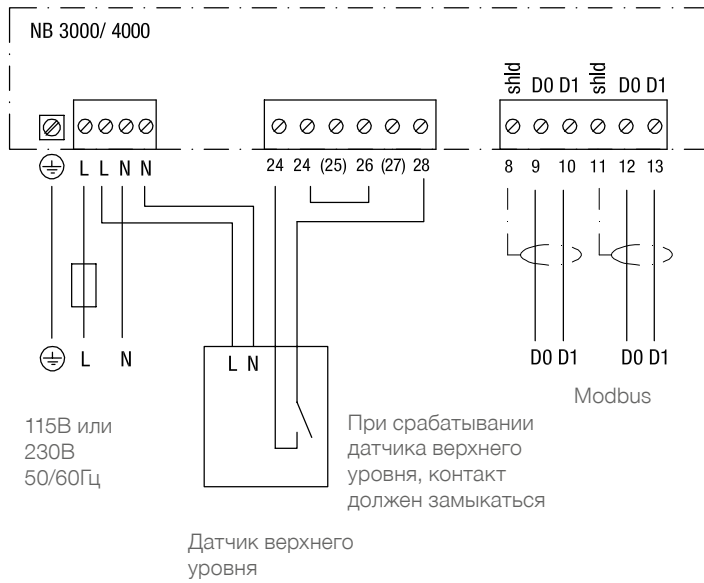 NB 3000/ 4000
shld D0 D1 shld D0 D1
L L N N
24 24 (25) 26 (27) 28
8 9 10 11 12 13
L N
L N
D0 D1 D0 D1
Modbus
115В или
230В
50/60Гц
При срабатывании
датчика верхнего
уровня, контакт
должен замыкаться
Датчик верхнего
уровня